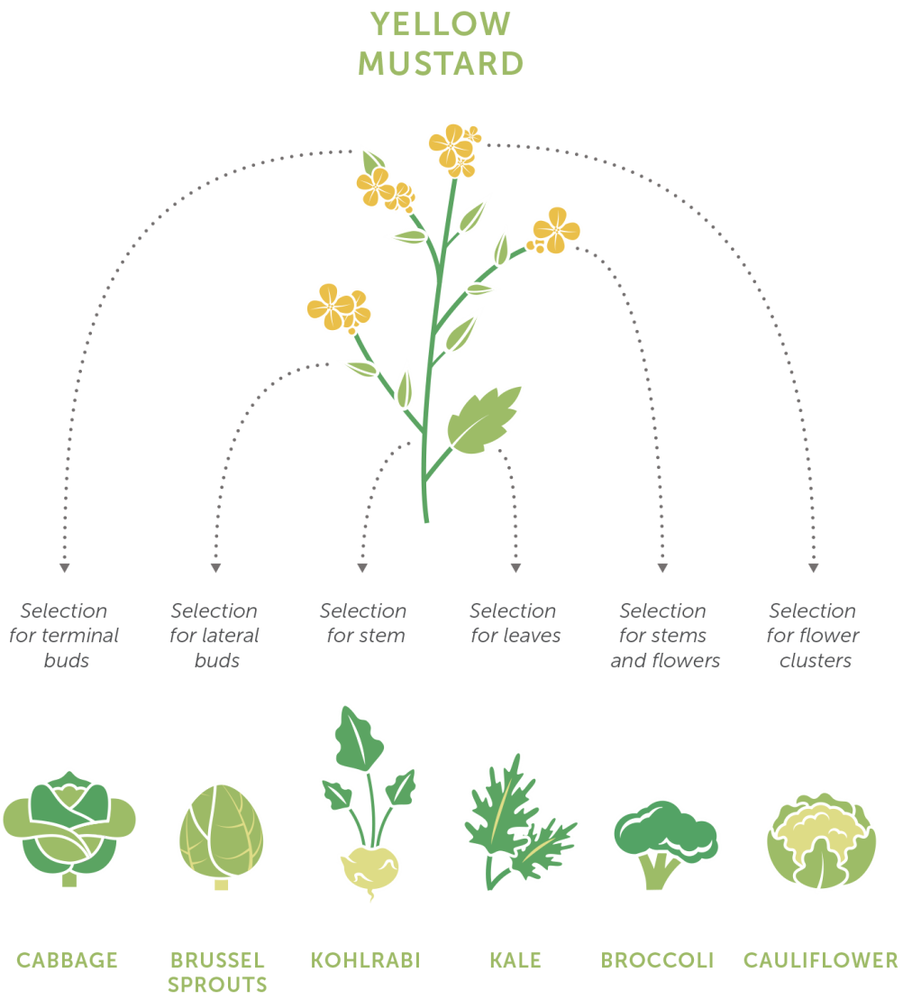 YELLOW
MUSTARD
Selection
for terminal
buds
Selection
for lateral
buds
Selection
for stem
Selection
for leaves
Selection
for stems
and flowers
Selection
for flower
clusters
CABBAGE
BRUSSEL
SPROUTS
KOHLRABI
KALE
BROCCOLI
CAULIFLOWER